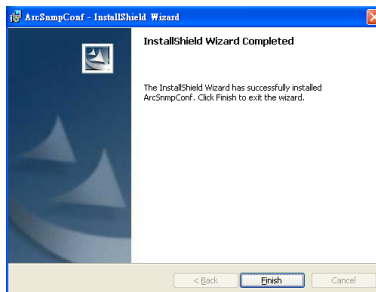 ArcSnmpConf - InstallShield Wizard
InstallShield Wizard Completed
The InstallShield Wizard has successfully installed
ArcSnmpConf. Click Finish to exit the wizard.
< Back
Finish
Cancel